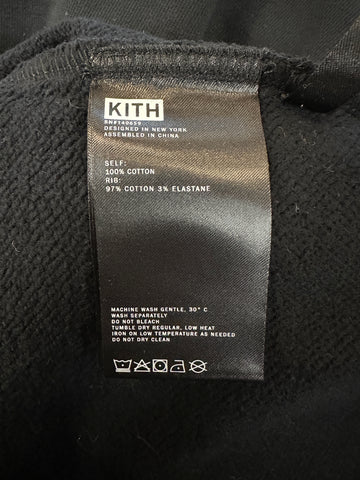 KITH
RN#140659
DESIGNED IN NEW YORK
ASSEMBLED IN CHINA
SELF:
100% COTTON
RIB:
97% COTTON 3% ELASTANE
MACHINE WASH GENTLE, 30° C
WASH SEPARATELY
DO NOT BLEACH
TUMBLE DRY REGULAR, LOW HEAT
IRON ON LOW TEMPERATURE AS NEEDED
DO NOT DRY CLEAN